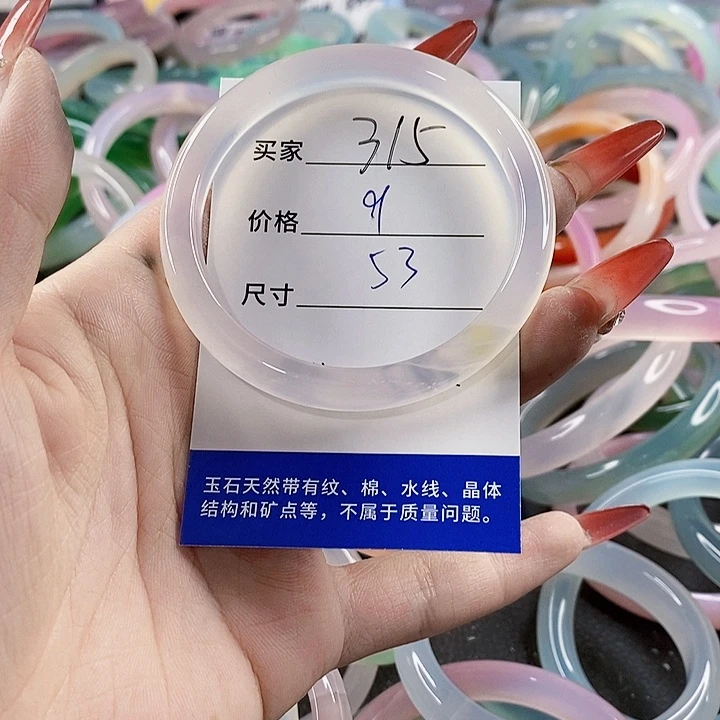 买家 315
价格 9
尺寸 53
玉石天然带有纹、棉、水线、晶体
结构和矿点等，不属于质量问题。